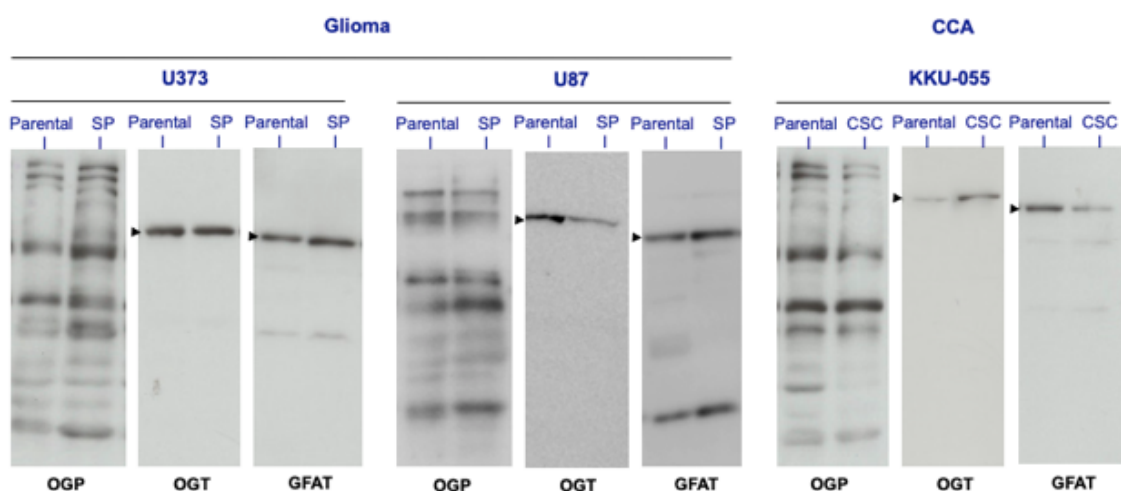 Glioma CCA
U373 U87 KKU-055
Parental SP Parental SP Parental SP Parental SP Parental SP Parental SP Parental CSC Parental CSC Parental CSC
OGP OGT GFAT OGP OGT GFAT OGP OGT GFAT